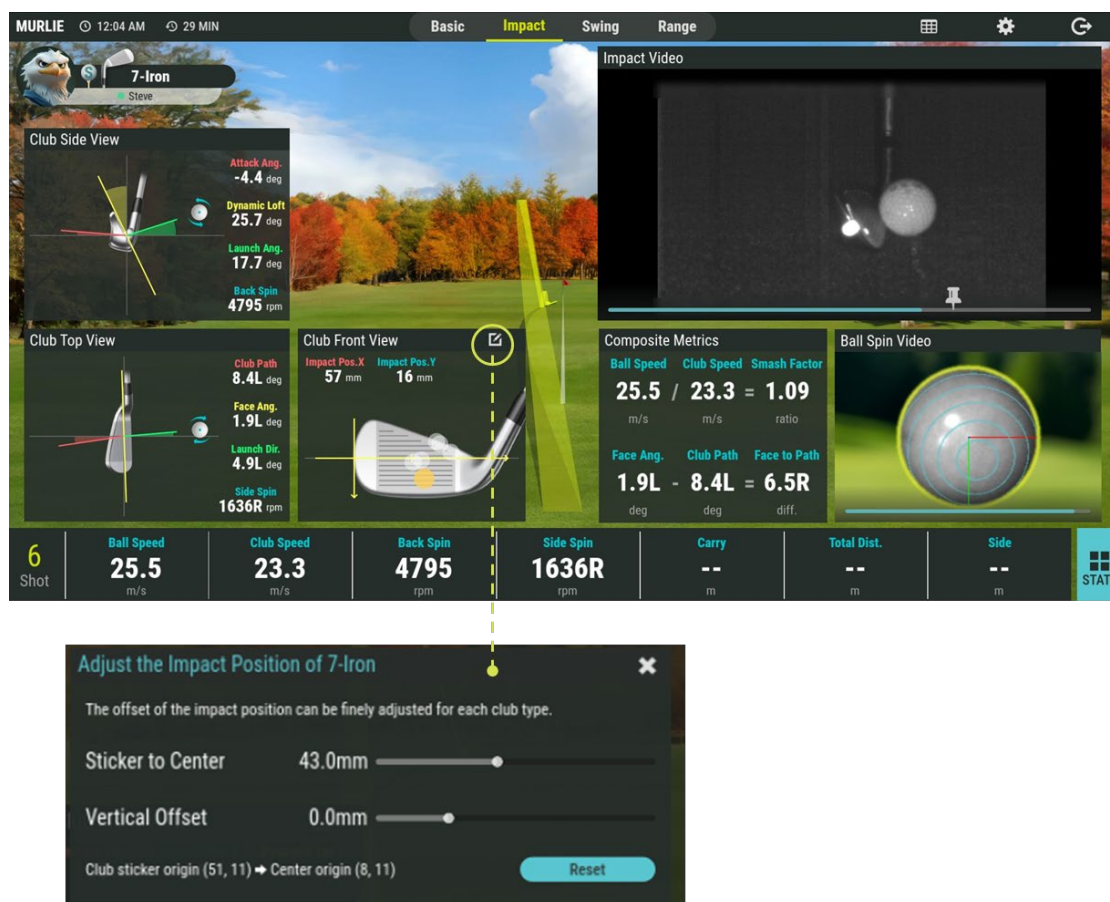 MURLIE 12:04 AM 29 MIN Basic Impact Swing Range
7-Iron
Steve
Club Side View
Attack Ang.
-4.4 deg
Dynamic Loft
25.7 deg
Launch Ang.
17.7 deg
Back Spin
4795 rpm
Impact Video
Club Top View
Club Path
8.4L deg
Face Ang.
1.9L deg
Launch Dir.
4.9L deg
Side Spin
1636R rpm
Club Front View
Impact Pos.X Impact Pos.Y
57 mm 16 mm
Composite Metrics
Ball Speed Club Speed Smash Factor
25.5 / 23.3 = 1.09
m/s m/s ratio
Face Ang. Club Path Face to Path
1.9L - 8.4L = 6.5R
deg deg diff.
Ball Spin Video
6
Shot
Ball Speed Club Speed Back Spin Side Spin Carry Total Dist. Side
25.5 23.3 4795 1636R -- -- --
m/s m/s rpm rpm m m m
STAT
Adjust the Impact Position of 7-Iron
The offset of the impact position can be finely adjusted for each club type.
Sticker to Center 43.0mm
Vertical Offset 0.0mm
Club sticker origin (51, 11) ➡ Center origin (8, 11) Reset